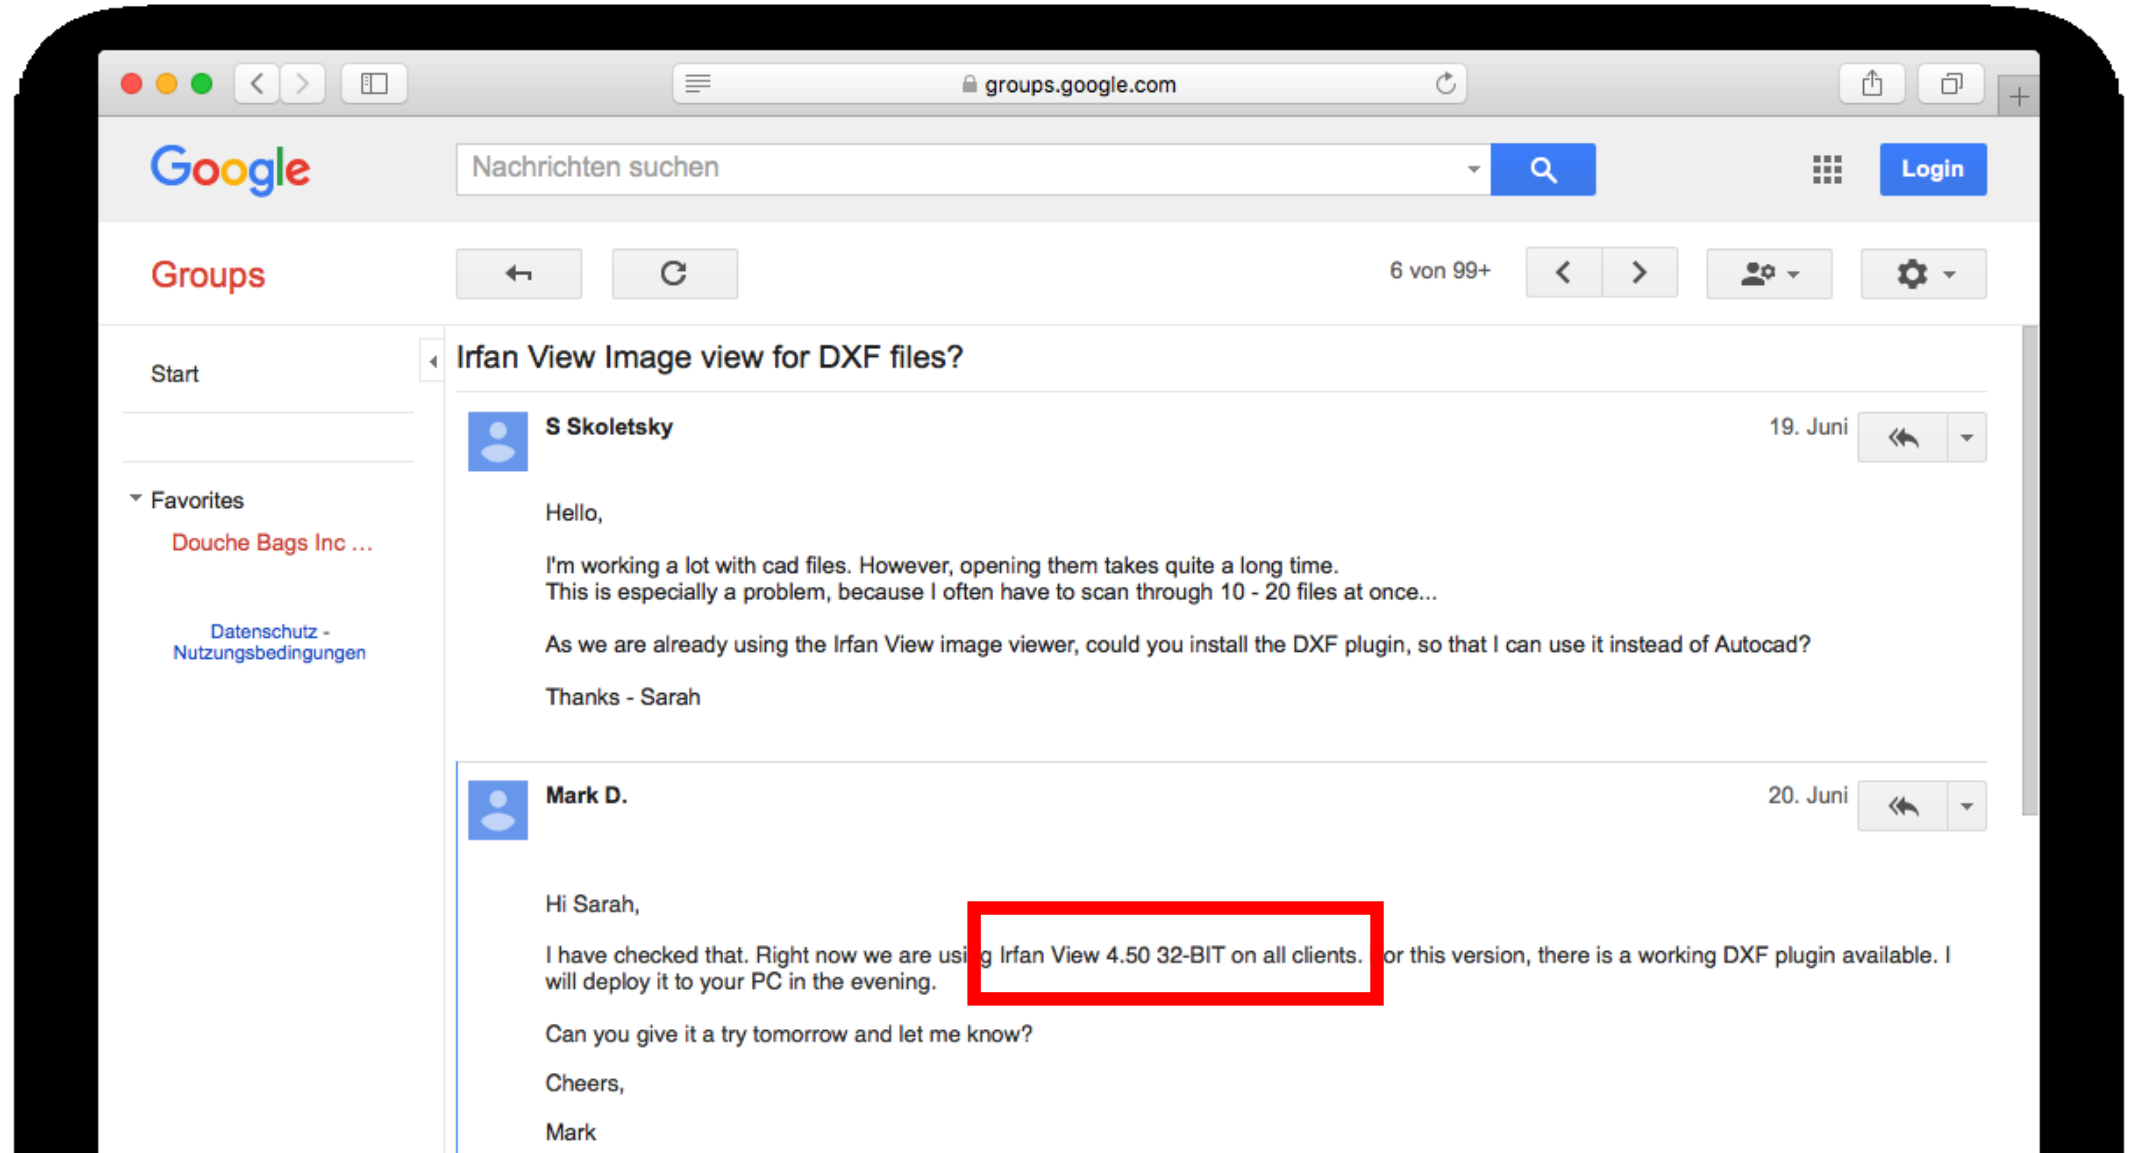 groups.google.com
Google
Nachrichten suchen
Login
Groups
6 von 99+
Start
Favorites
Douche Bags Inc ...
Datenschutz -
Nutzungsbedingungen
Irfan View Image view for DXF files?
S Skoletsky
19. Juni
Hello,
I'm working a lot with cad files. However, opening them takes quite a long time.
This is especially a problem, because I often have to scan through 10 - 20 files at once...
As we are already using the Irfan View image viewer, could you install the DXF plugin, so that I can use it instead of Autocad?
Thanks - Sarah
Mark D.
20. Juni
Hi Sarah,
I have checked that. Right now we are using Irfan View 4.50 32-BIT on all clients. or this version, there is a working DXF plugin available. I
will deploy it to your PC in the evening.
Can you give it a try tomorrow and let me know?
Cheers,
Mark